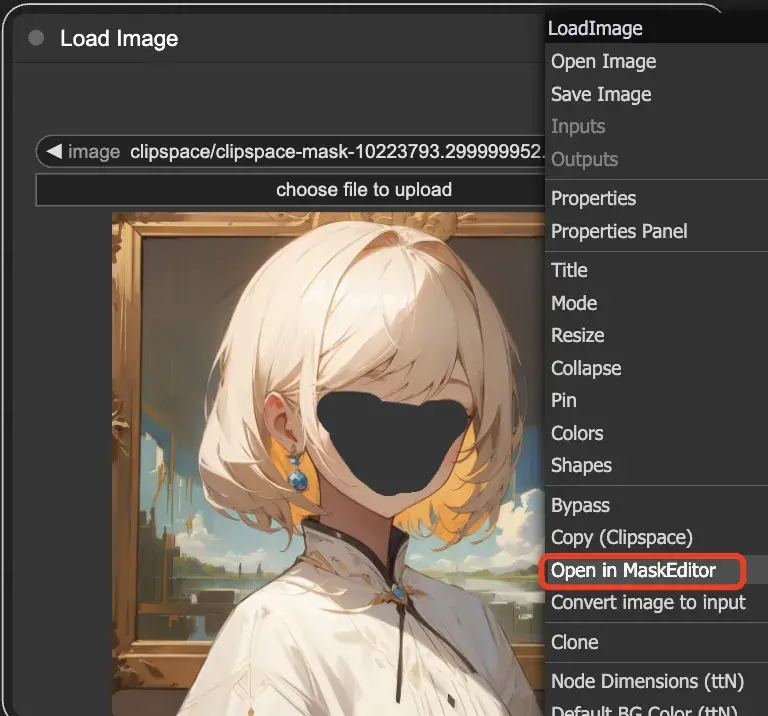 Load Image
image clipspace/clipspace-mask-10223793.299999952.
choose file to upload
LoadImage
Open Image
Save Image
Inputs
Outputs
Properties
Properties Panel
Title
Mode
Resize
Collapse
Pin
Colors
Shapes
Bypass
Copy (Clipspace)
Open in MaskEditor
Convert image to input
Clone
Node Dimensions (ttN)
Default BG Color (ttN)